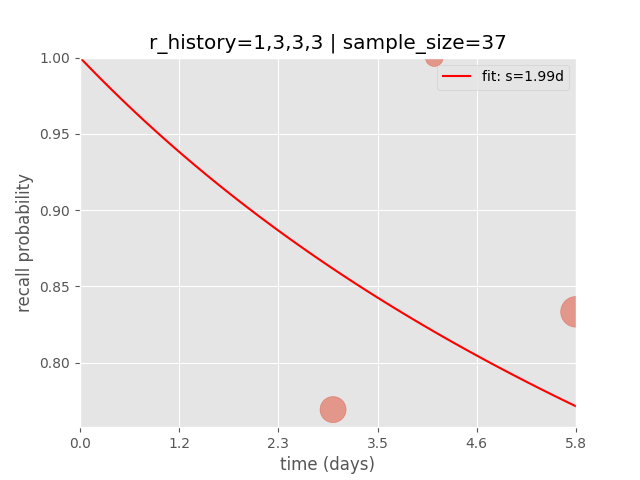 r_history=1,3,3,3 | sample_size=37
fit: s=1.99d
recall probability
1.00
0.95
0.90
0.85
0.80
0.0 1.2 2.3 3.5 4.6 5.8
time (days)